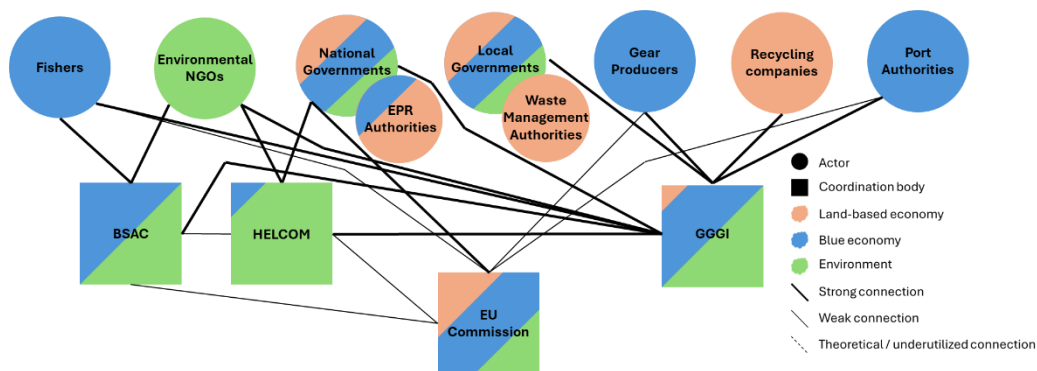 Fishers
Environmental
NGOs
National
Governments
EPR
Authorities
Local
Governments
Waste
Management
Authorities
Gear
Producers
Recycling
companies
Port
Authorities
BSAC
HELCOM
EU
Commission
GGGI
Actor
Coordination body
Land-based economy
Blue economy
Environment
Strong connection
Weak connection
Theoretical / underutilized connection